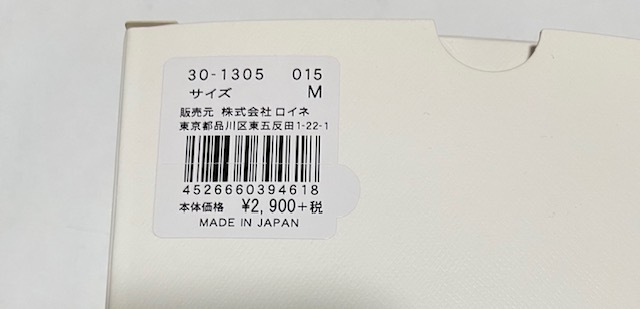 30-1305 015
サイズ M
販売元 株式会社 ロイネ
東京都品川区東五反田1-22-1
4526660394618
本体価格 ¥2,900+税
MADE IN JAPAN